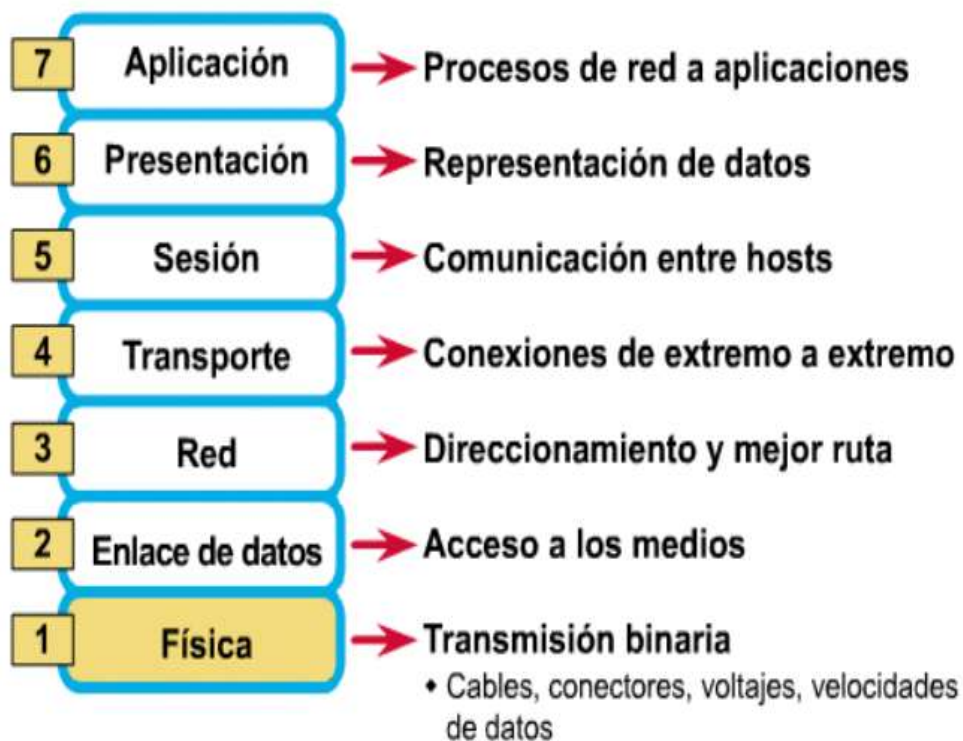 7 Aplicación Procesos de red a aplicaciones
6 Presentación Representación de datos
5 Sesión Comunicación entre hosts
4 Transporte Conexiones de extremo a extremo
3 Red Direccionamiento y mejor ruta
2 Enlace de datos Acceso a los medios
1 Física Transmisión binaria
• Cables, conectores, voltajes, velocidades
de datos